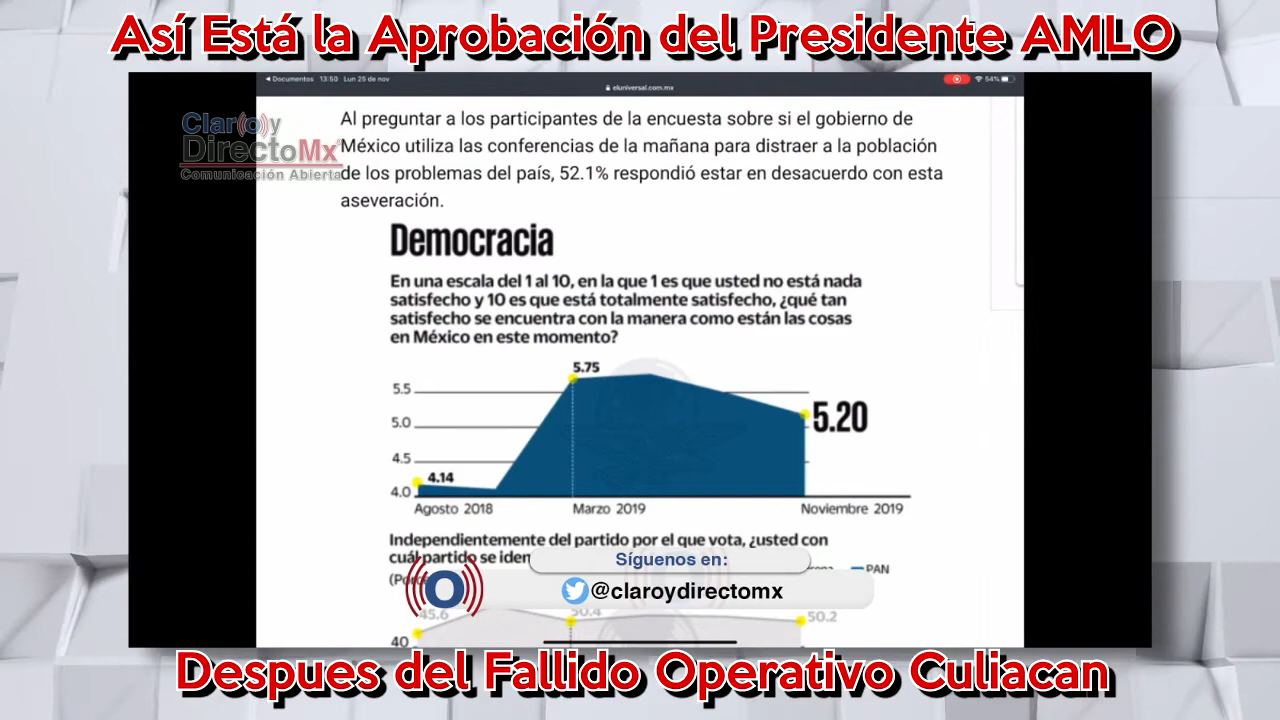 Así Está la Aprobación del Presidente AMLO
Documentos 13:50 Lun 25 de nov
54%
eluniversal.com.mx
Claro y
DirectoMx
Comunicación Abierta
Al preguntar a los participantes de la encuesta sobre si el gobierno de
México utiliza las conferencias de la mañana para distraer a la población
de los problemas del país, 52.1% respondió estar en desacuerdo con esta
aseveración.
Democracia
En una escala del 1 al 10, en la que 1 es que usted no está nada
satisfecho y 10 es que está totalmente satisfecho, ¿qué tan
satisfecho se encuentra con la manera como están las cosas
en México en este momento?
5.75
5.5
5.20
5.0
4.5
4.14
4.0
Agosto 2018 Marzo 2019 Noviembre 2019
Independientemente del partido por el que vota, ¿usted con
cuál partido se
PAN
Síguenos en:
@claroydirectomx
45.6 50.4 50.2
40
Despues del Fallido Operativo Culiacan